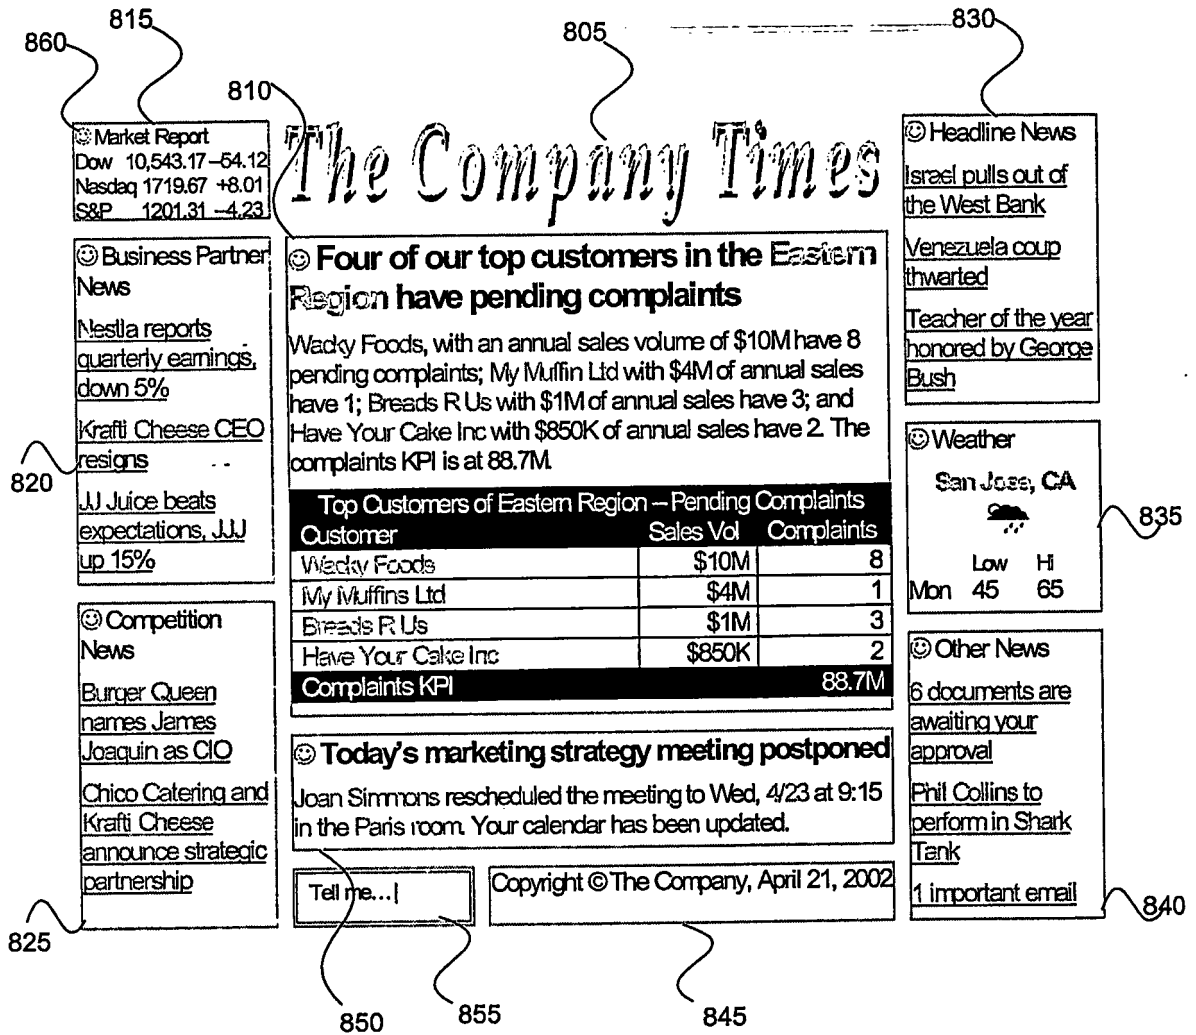 815
805
830
860
810
Market Report
Dow 10,543.17 –54.12
Nasdaq 1719.67 +8.01
S&P 1201.31 –4.23
The Company Times
Headline News
Israel pulls out of
the West Bank
Venezuela coup
thwarted
Teacher of the year
honored by George
Bush
Business Partner
News
Nestla reports
quarterly earnings,
down 5%
Krafti Cheese CEO
resigns
JJ Juice beats
expectations, JJJ
up 15%
820
Four of our top customers in the Eastern
Region have pending complaints
Wacky Foods, with an annual sales volume of $10M have 8
pending complaints; My Muffin Ltd with $4M of annual sales
have 1; Breads R Us with $1M of annual sales have 3; and
Have Your Cake Inc with $850K of annual sales have 2. The
complaints KPI is at 88.7M.
Top Customers of Eastern Region – Pending Complaints
Customer Sales Vol Complaints
Wacky Foods $10M 8
My Muffins Ltd $4M 1
Breads R Us $1M 3
Have Your Cake Inc $850K 2
Complaints KPI 88.7M
Weather
San Jose, CA
Low Hi
Mon 45 65
835
Competition
News
Burger Queen
names James
Joaquin as CIO
Chico Catering and
Krafti Cheese
announce strategic
partnership
825
Today's marketing strategy meeting postponed
Joan Simmons rescheduled the meeting to Wed, 4/23 at 9:15
in the Paris room. Your calendar has been updated.
Other News
6 documents are
awaiting your
approval
Phil Collins to
perform in Shark
Tank
1 important email
840
Tell me...|
Copyright © The Company, April 21, 2002
850
855
845